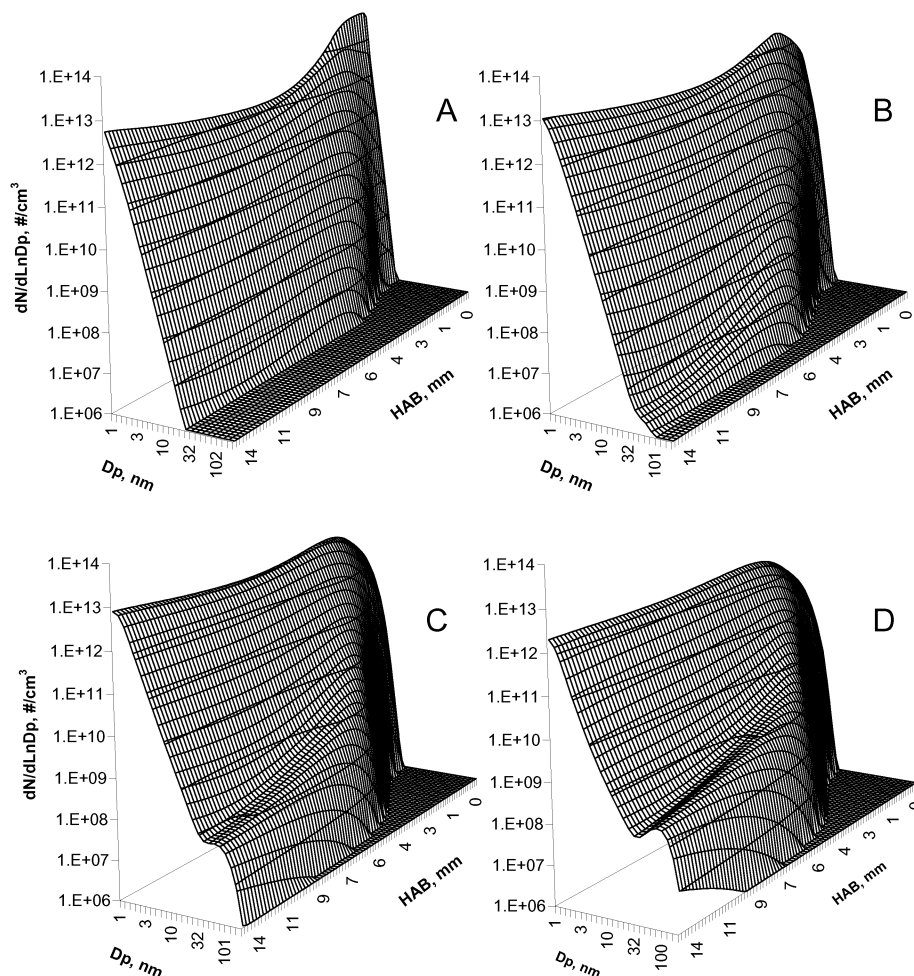 A
1.E+14
1.E+13
1.E+12
1.E+11
1.E+10
1.E+09
1.E+08
1.E+07
1.E+06
dN/dLnDp, #/cm³
1
3
10
32
102
Dp, nm
14
11
9
7
6
4
3
1
0
HAB, mm
B
1.E+14
1.E+13
1.E+12
1.E+11
1.E+10
1.E+09
1.E+08
1.E+07
1.E+06
1
3
10
32
101
Dp, nm
14
11
9
7
6
4
3
1
0
HAB, mm
C
1.E+14
1.E+13
1.E+12
1.E+11
1.E+10
1.E+09
1.E+08
1.E+07
1.E+06
dN/dLnDp, #/cm³
1
3
10
32
101
Dp, nm
14
11
9
7
6
4
3
1
0
HAB, mm
D
1.E+14
1.E+13
1.E+12
1.E+11
1.E+10
1.E+09
1.E+08
1.E+07
1.E+06
1
3
10
32
100
Dp, nm
14
11
9
7
6
4
3
1
0
HAB, mm